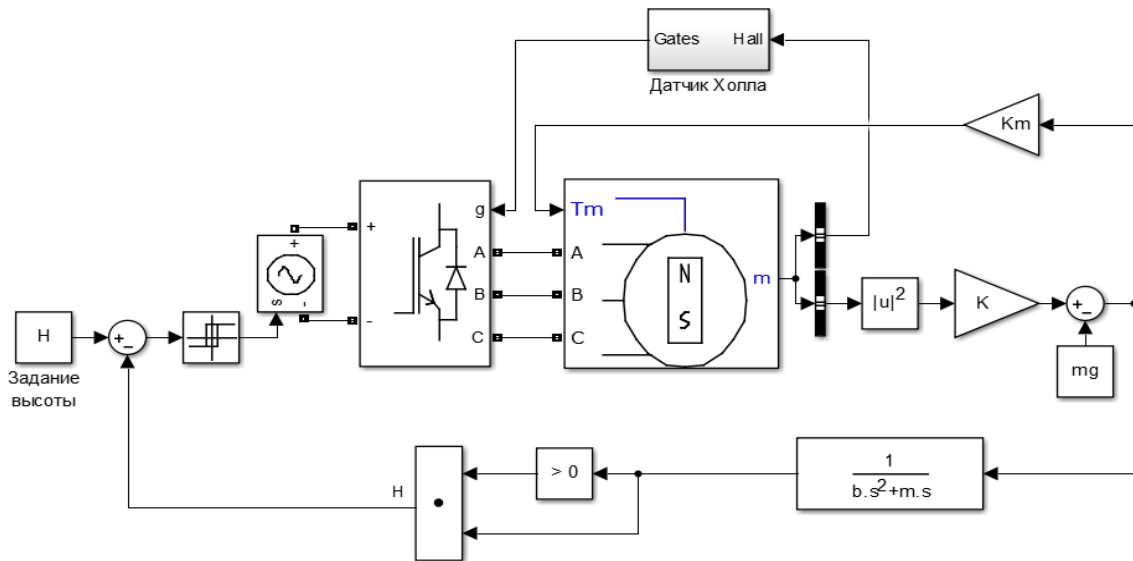 Gates Hall
Датчик Холла
Km
g
Tm
+
A
A
+
N
m
s
B
B
|u|²
K
+
-
S
-
-
C
C
H
+
-
mg
Задание
высоты
> 0
1
b.s²+m.s
H